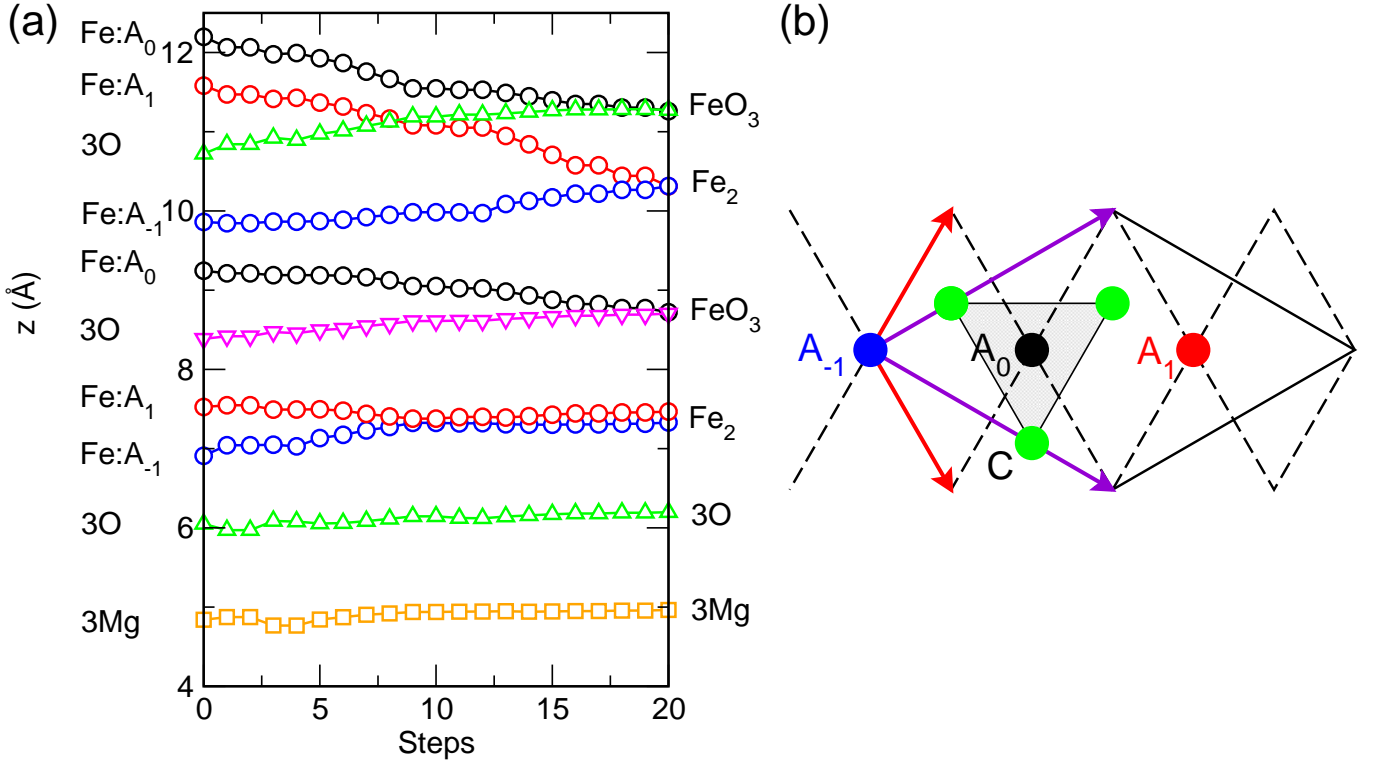 (a)
Fe:A₀
Fe:A₁
3O
Fe:A₋₁
Fe:A₀
3O
Fe:A₁
Fe:A₋₁
3O
3Mg
z (Å)
12
10
8
6
4
0 5 10 15 20
Steps
FeO₃
Fe₂
FeO₃
Fe₂
3O
3Mg
(b)
A₋₁ A₀ A₁
C